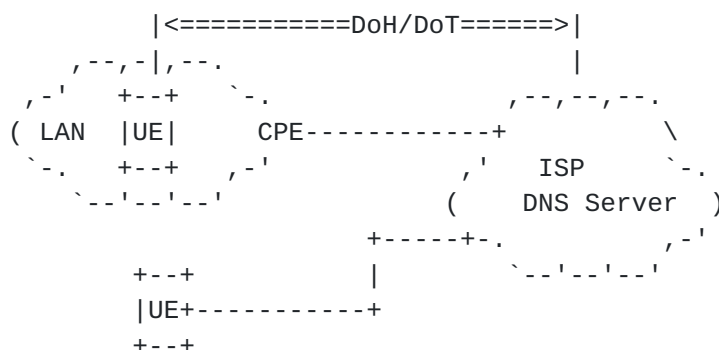 |<===========DoH/DoT======>|
,--,-|,--. |
,-' +--+ `-. ,--,--,--.
( LAN |UE| CPE------------+ \
`-. +--+ ,-' ,' ISP `-.
`--'--'--' ( DNS Server )
+-----+-. ,-'
+--+ | `--'--'--'
|UE+-----------+
+--+